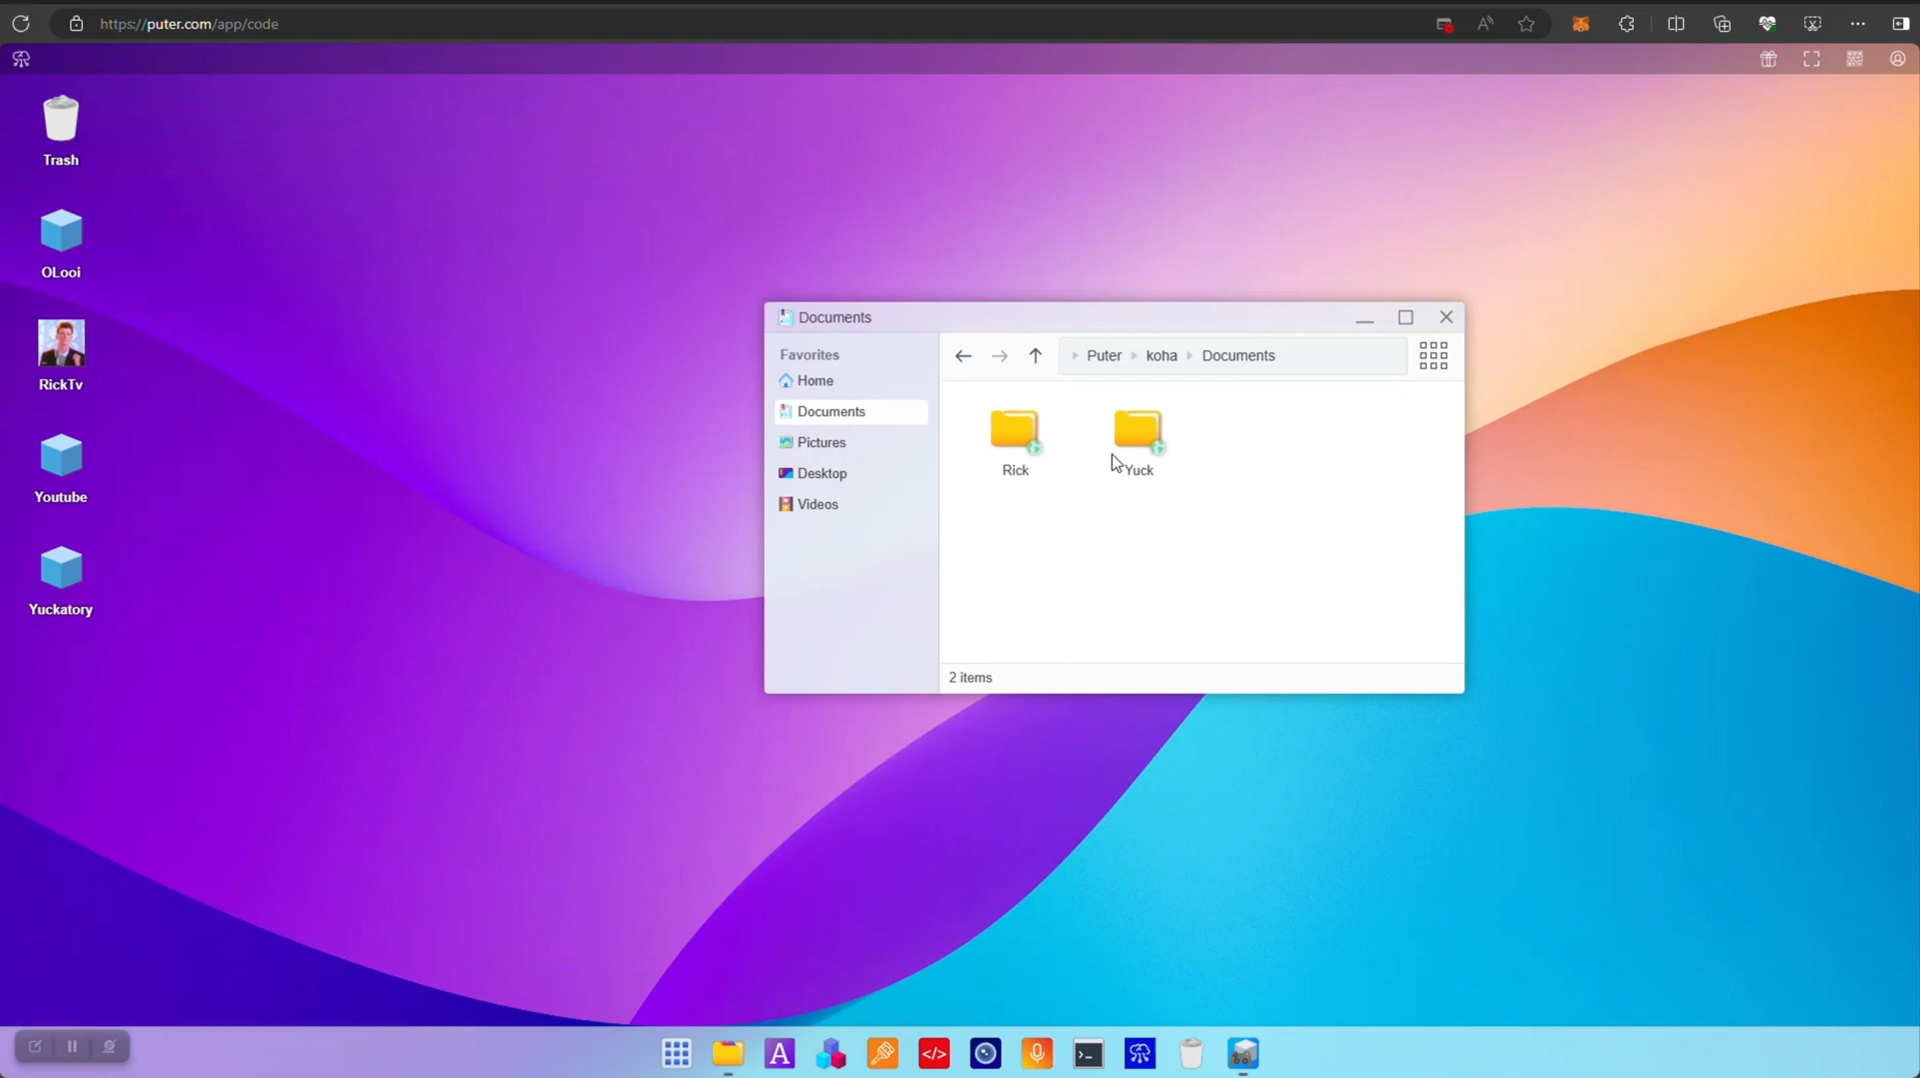 https://puter.com/app/code
Trash
OLooi
RickTv
Youtube
Yuckatory
Documents
Favorites
Home
Documents
Pictures
Desktop
Videos
Puter koha Documents
Rick
Yuck
2 items
A
</>
>_